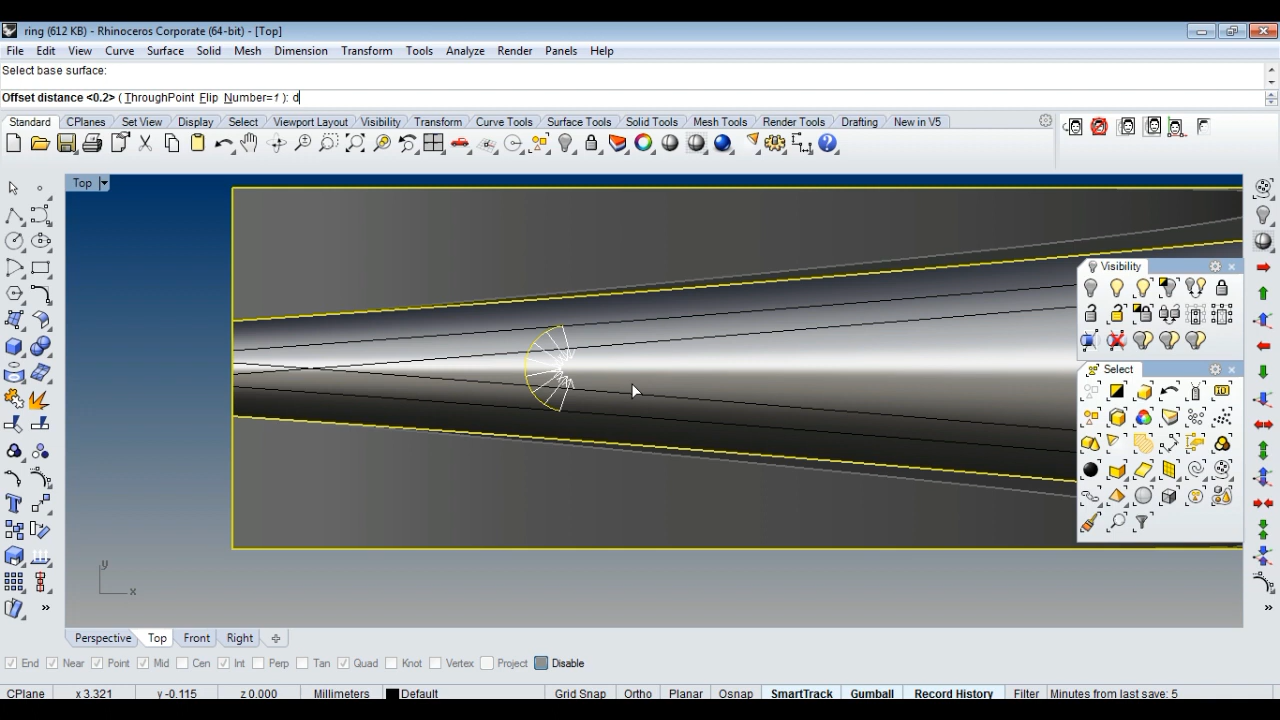 ring (612 KB) - Rhinoceros Corporate (64-bit) - [Top]
File Edit View Curve Surface Solid Mesh Dimension Transform Tools Analyze Render Panels Help
Select base surface:
Offset distance <0.2> ( ThroughPoint Flip Number=1 ): d
Standard CPlanes Set View Display Select Viewport Layout Visibility Transform Curve Tools Surface Tools Solid Tools Mesh Tools Render Tools Drafting New in V5
Top
Visibility
Select
y
x
Perspective Top Front Right
End Near Point Mid Cen Int Perp Tan Quad Knot Vertex Project Disable
CPlane x 3.321 y -0.115 z 0.000 Millimeters Default Grid Snap Ortho Planar Osnap SmartTrack Gumball Record History Filter Minutes from last save: 5